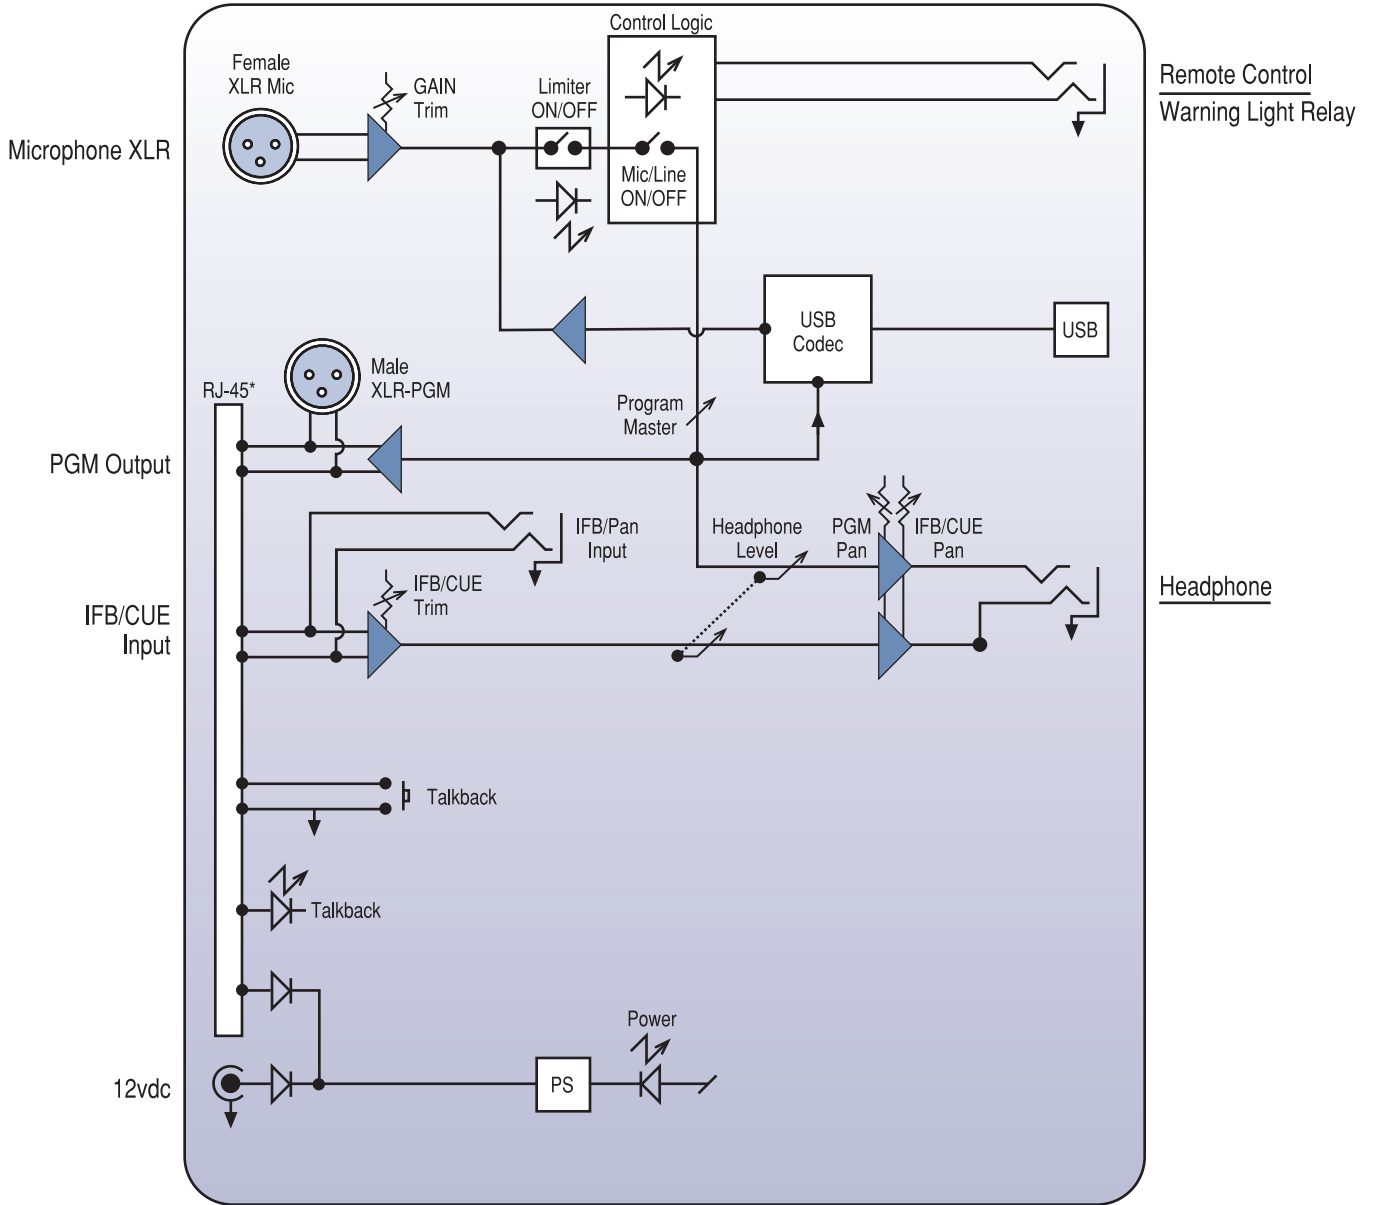 Control Logic
Female
XLR Mic
GAIN
Trim
Limiter
ON/OFF
Remote Control
Warning Light Relay
Microphone XLR
Mic/Line
ON/OFF
USB
Codec
USB
Male
XLR-PGM
RJ-45*
Program
Master
PGM Output
IFB/Pan
Input
Headphone
Level
PGM
Pan
IFB/CUE
Pan
IFB/CUE
Trim
Headphone
IFB/CUE
Input
Talkback
Talkback
Power
12vdc
PS